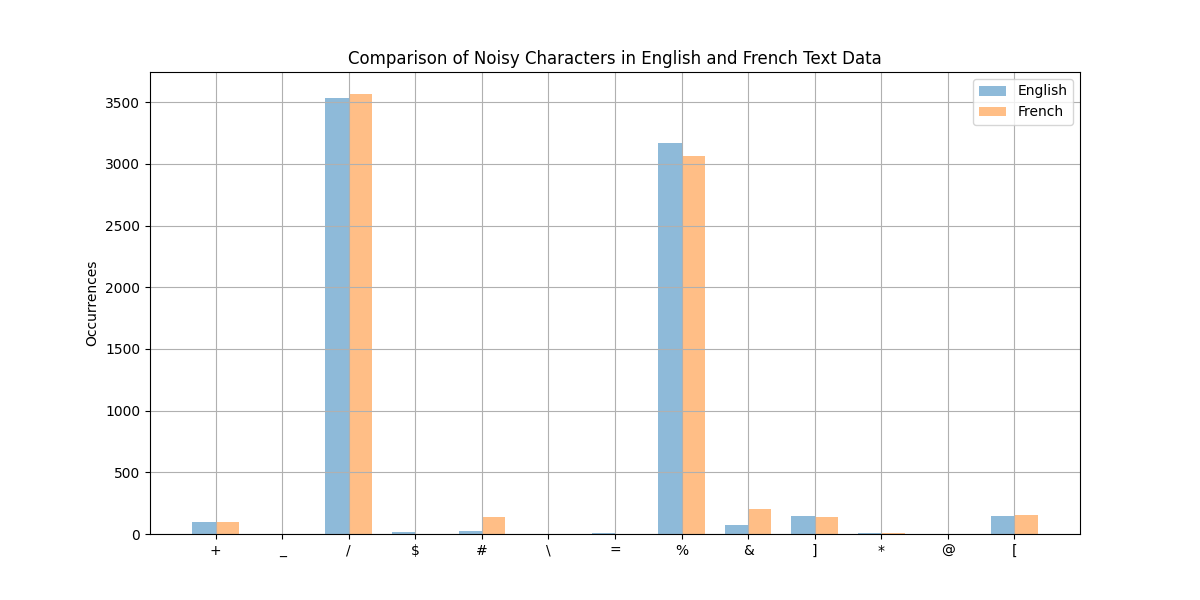 Comparison of Noisy Characters in English and French Text Data
English
French
Occurrences
3500
3000
2500
2000
1500
1000
500
0
+ _ / $ # \ = % & ] * @ [